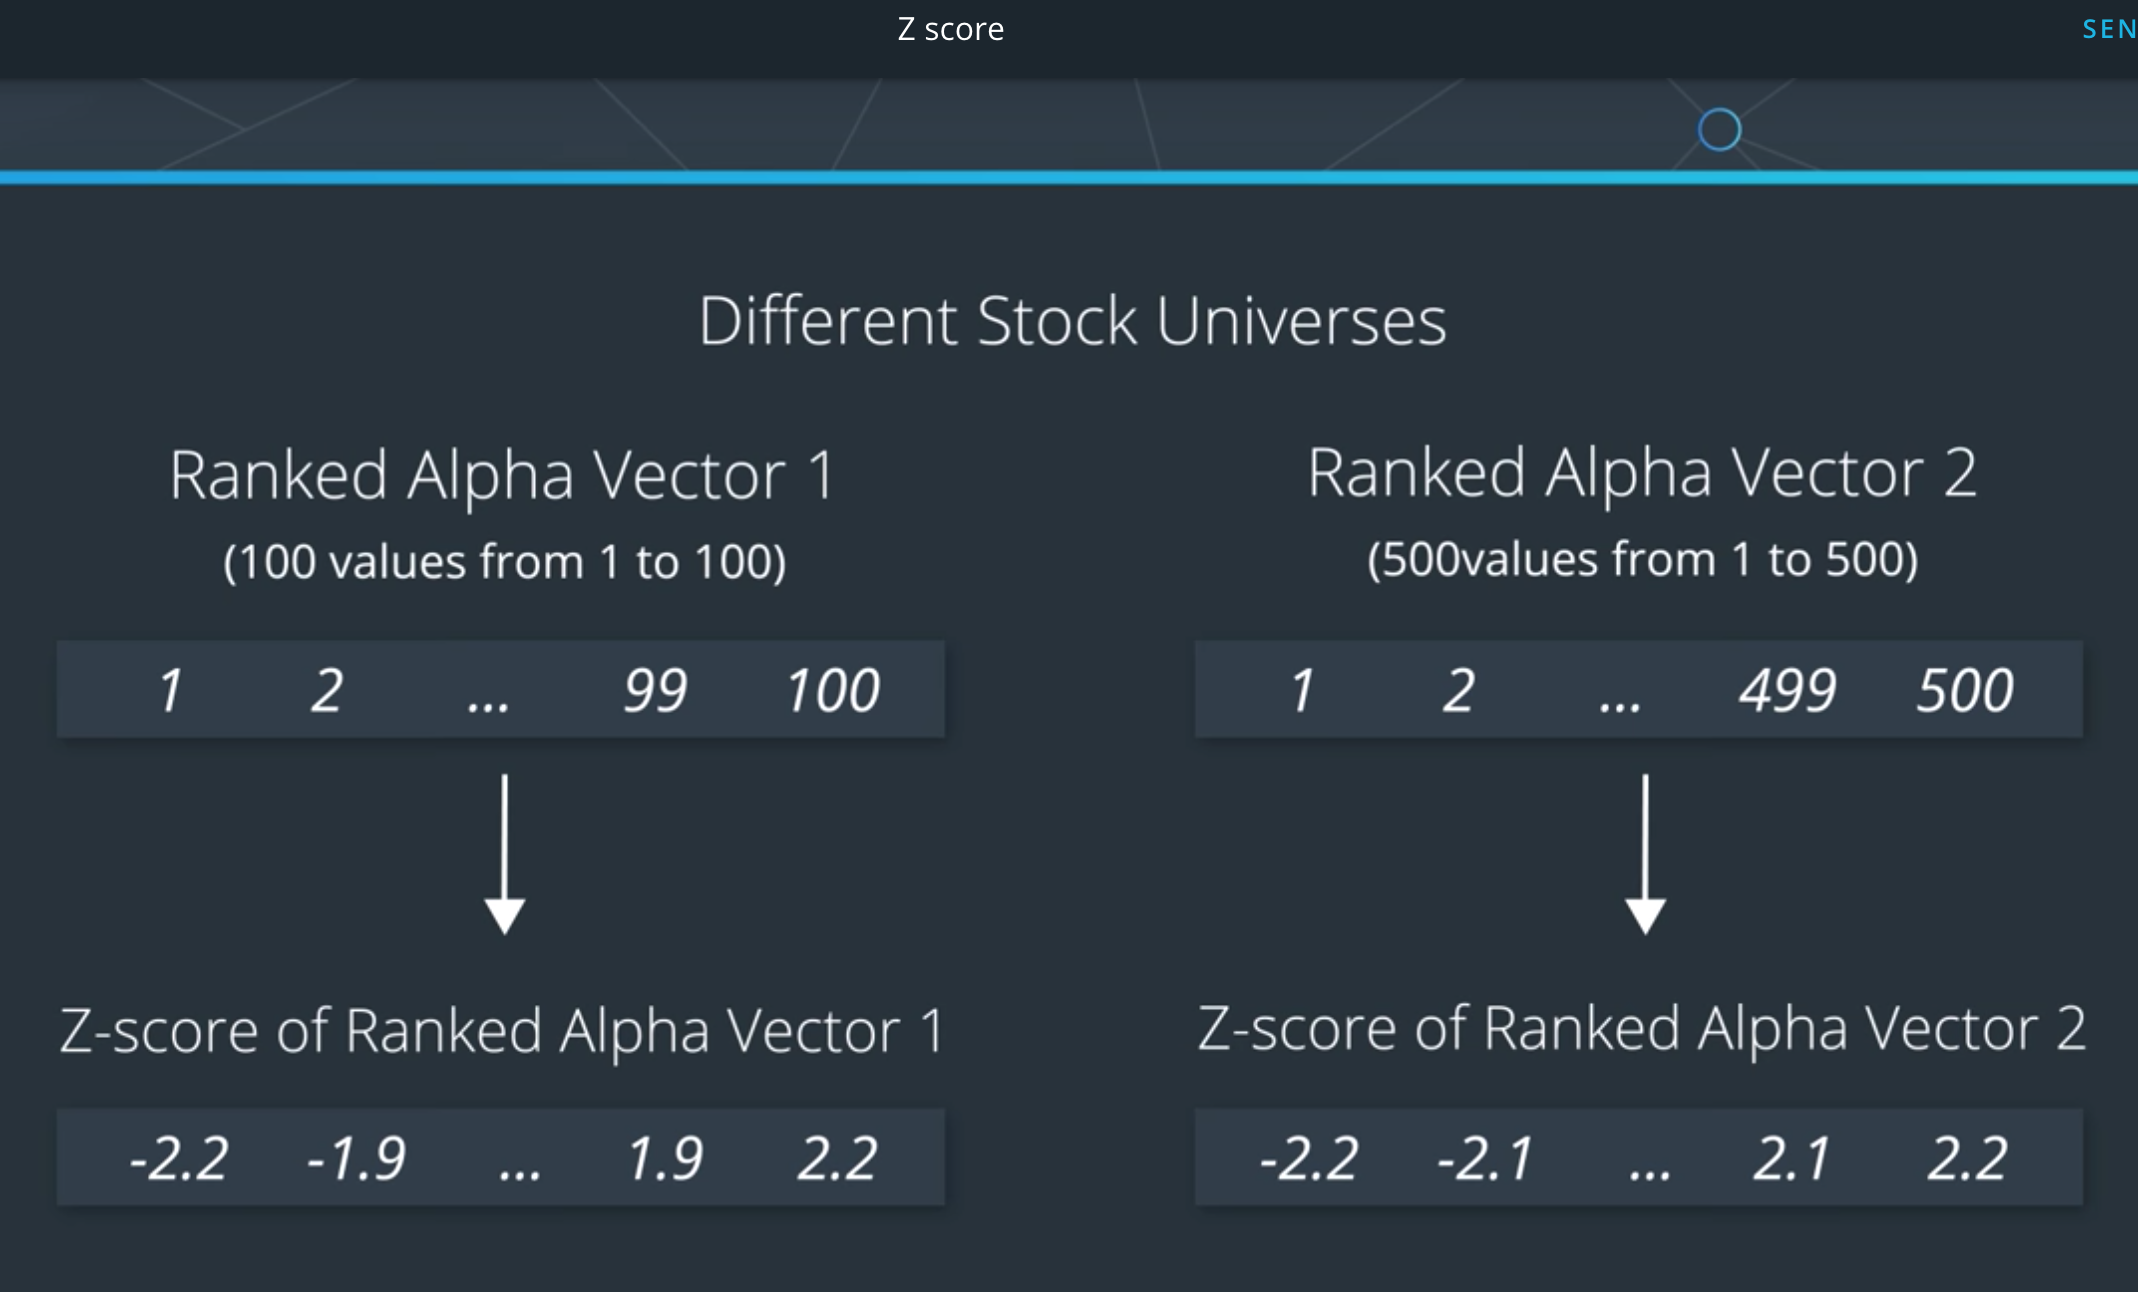 Z score
SEN
Different Stock Universes
Ranked Alpha Vector 1
(100 values from 1 to 100)
1 2 ... 99 100
Z-score of Ranked Alpha Vector 1
-2.2 -1.9 ... 1.9 2.2
Ranked Alpha Vector 2
(500values from 1 to 500)
1 2 ... 499 500
Z-score of Ranked Alpha Vector 2
-2.2 -2.1 ... 2.1 2.2